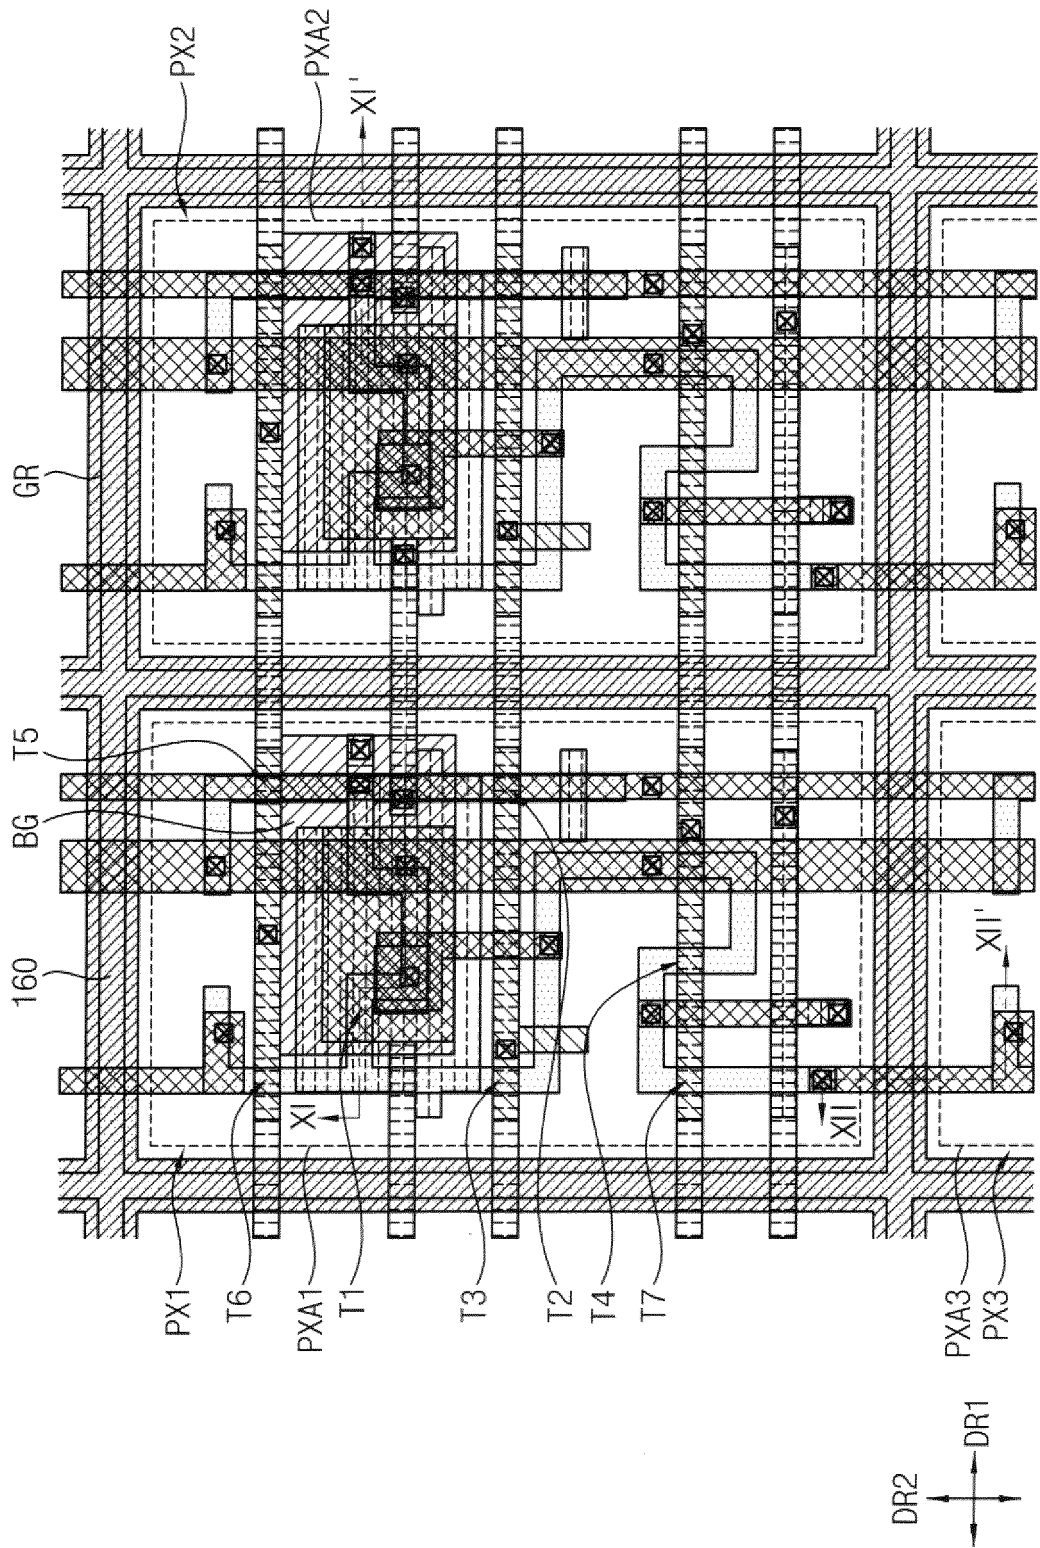 PX2
PXA2
XI'
GR
T5
BG
160
XII'
XI
XII
PX1
T6
PXA1
T1
T3
T2
T4
T7
PXA3
PX3
DR2
DR1